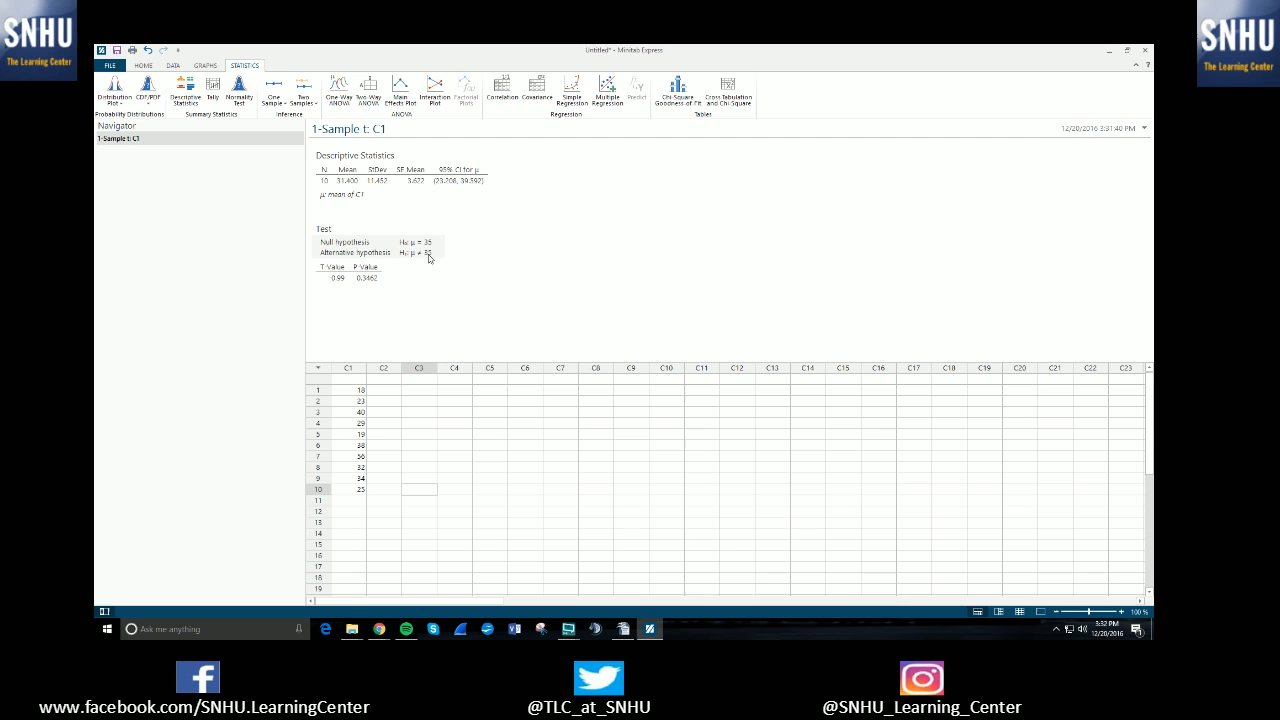 SNHU
The Learning Center
SNHU
The Learning Center
Untitled* - Minitab Express
FILE HOME DATA GRAPHS STATISTICS
Distribution Plot CDF/PDF Descriptive Statistics Tally Normality Test One Sample Two Samples One-Way ANOVA Two-Way ANOVA Main Effects Plot Interaction Plot Factorial Plots Correlation Covariance Simple Regression Multiple Regression Predict Chi-Square Goodness-of-Fit Cross Tabulation and Chi-Square
Probability Distributions Summary Statistics Inference ANOVA Regression Tables
Navigator
1-Sample t: C1
1-Sample t: C1 12/20/2016 3:31:40 PM
Descriptive Statistics
N Mean StDev SE Mean 95% CI for μ
10 31.400 11.452 3.622 (23.208, 39.592)
μ: mean of C1
Test
Null hypothesis H₀: μ = 35
Alternative hypothesis H₁: μ ≠ 35
T-Value P-Value
0.99 0.3462
C1 C2 C3 C4 C5 C6 C7 C8 C9 C10 C11 C12 C13 C14 C15 C16 C17 C18 C19 C20 C21 C22 C23
1 18
2 23
3 40
4 29
5 19
6 38
7 56
8 32
9 34
10 25
11
12
13
14
15
16
17
18
19
100 %
Ask me anything
3:32 PM
12/20/2016
www.facebook.com/SNHU.LearningCenter
@TLC_at_SNHU
@SNHU_Learning_Center